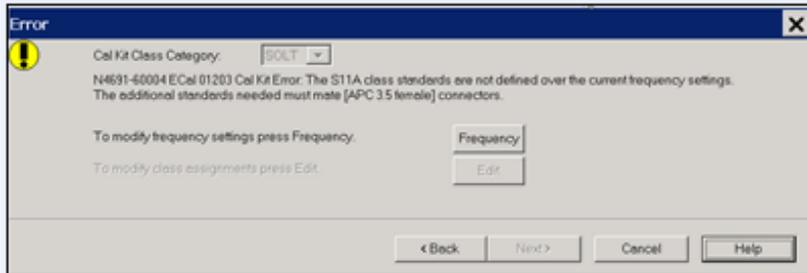 Error
Cal Kit Class Category: SOLT
N4691-60004 ECal 01203 Cal Kit Error: The S11A class standards are not defined over the current frequency settings.
The additional standards needed must mate [APC 3.5 female] connectors.
To modify frequency settings press Frequency. Frequency
To modify class assignments press Edit. Edit
< Back Next > Cancel Help